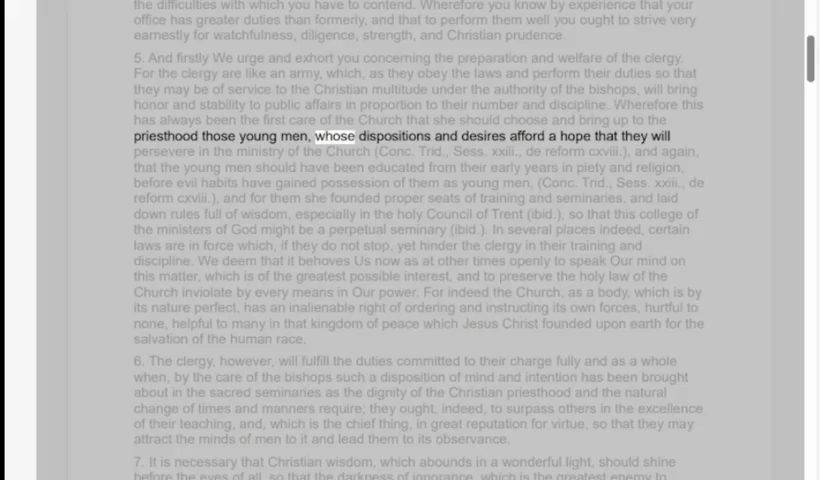 the difficulties with which you have to contend. Wherefore you know by experience that your
office has greater duties than formerly, and that to perform them well you ought to strive very
earnestly for watchfulness, diligence, strength, and Christian prudence.
5. And firstly We urge and exhort you concerning the preparation and welfare of the clergy.
For the clergy are like an army, which, as they obey the laws and perform their duties so that
they may be of service to the Christian multitude under the authority of the bishops, will bring
honor and stability to public affairs in proportion to their number and discipline. Wherefore this
has always been the first care of the Church that she should choose and bring up to the
priesthood those young men, whose dispositions and desires afford a hope that they will
persevere in the ministry of the Church (Conc. Trid., Sess. xxiii., de reform cxviii.), and again,
that the young men should have been educated from their early years in piety and religion,
before evil habits have gained possession of them as young men, (Conc. Trid., Sess. xxiii., de
reform cxviii.), and for them she founded proper seats of training and seminaries, and laid
down rules full of wisdom, especially in the holy Council of Trent (ibid.), so that this college of
the ministers of God might be a perpetual seminary (ibid.). In several places indeed, certain
laws are in force which, if they do not stop, yet hinder the clergy in their training and
discipline. We deem that it behoves Us now as at other times openly to speak Our mind on
this matter, which is of the greatest possible interest, and to preserve the holy law of the
Church inviolate by every means in Our power. For indeed the Church, as a body, which is by
its nature perfect, has an inalienable right of ordering and instructing its own forces, hurtful to
none, helpful to many in that kingdom of peace which Jesus Christ founded upon earth for the
salvation of the human race.
6. The clergy, however, will fulfill the duties committed to their charge fully and as a whole
when, by the care of the bishops such a disposition of mind and intention has been brought
about in the sacred seminaries as the dignity of the Christian priesthood and the natural
change of times and manners require; they ought, indeed, to surpass others in the excellence
of their teaching, and, which is the chief thing, in great reputation for virtue, so that they may
attract the minds of men to it and lead them to its observance.
7. It is necessary that Christian wisdom, which abounds in a wonderful light, should shine
before the eyes of all, so that the darkness of ignorance, which is the greatest enemy to